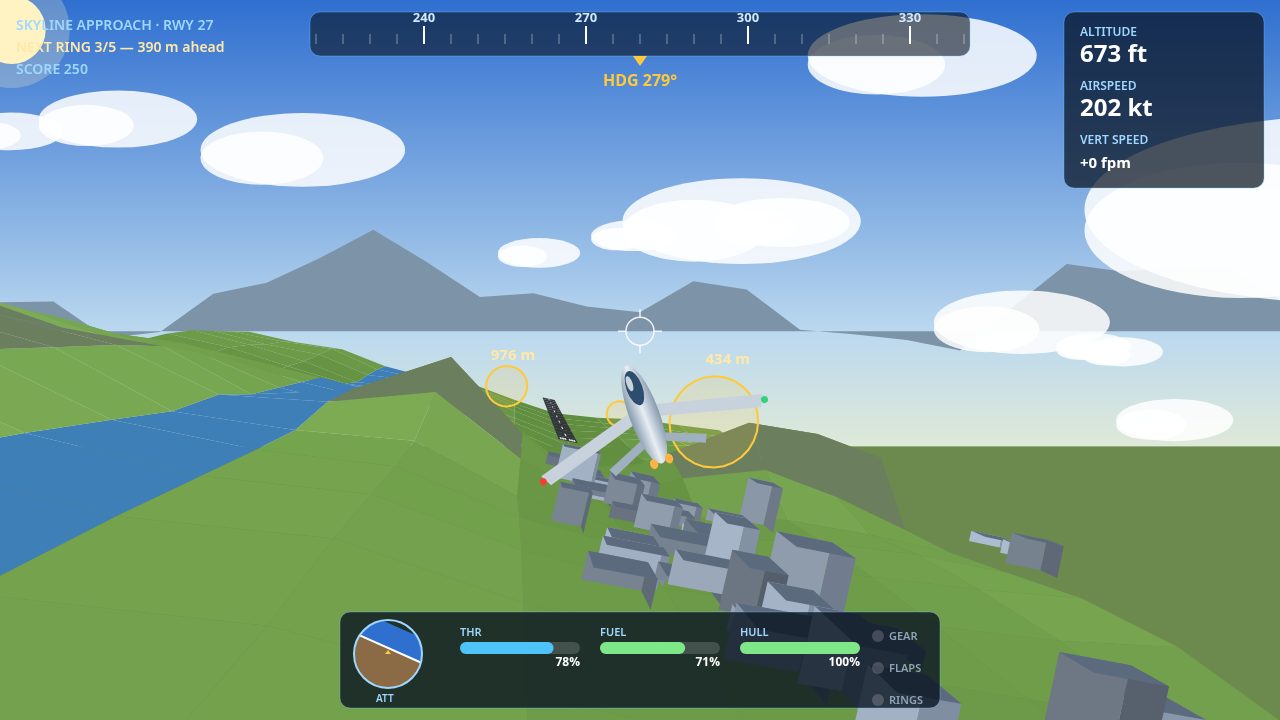 SKYLINE APPROACH · RWY 27
NEXT RING 3/5 — 390 m ahead
SCORE 250
240 270 300 330
HDG 279°
ALTITUDE
673 ft
AIRSPEED
202 kt
VERT SPEED
+0 fpm
976 m
434 m
ATT
THR
78%
FUEL
71%
HULL
100%
GEAR
FLAPS
RINGS